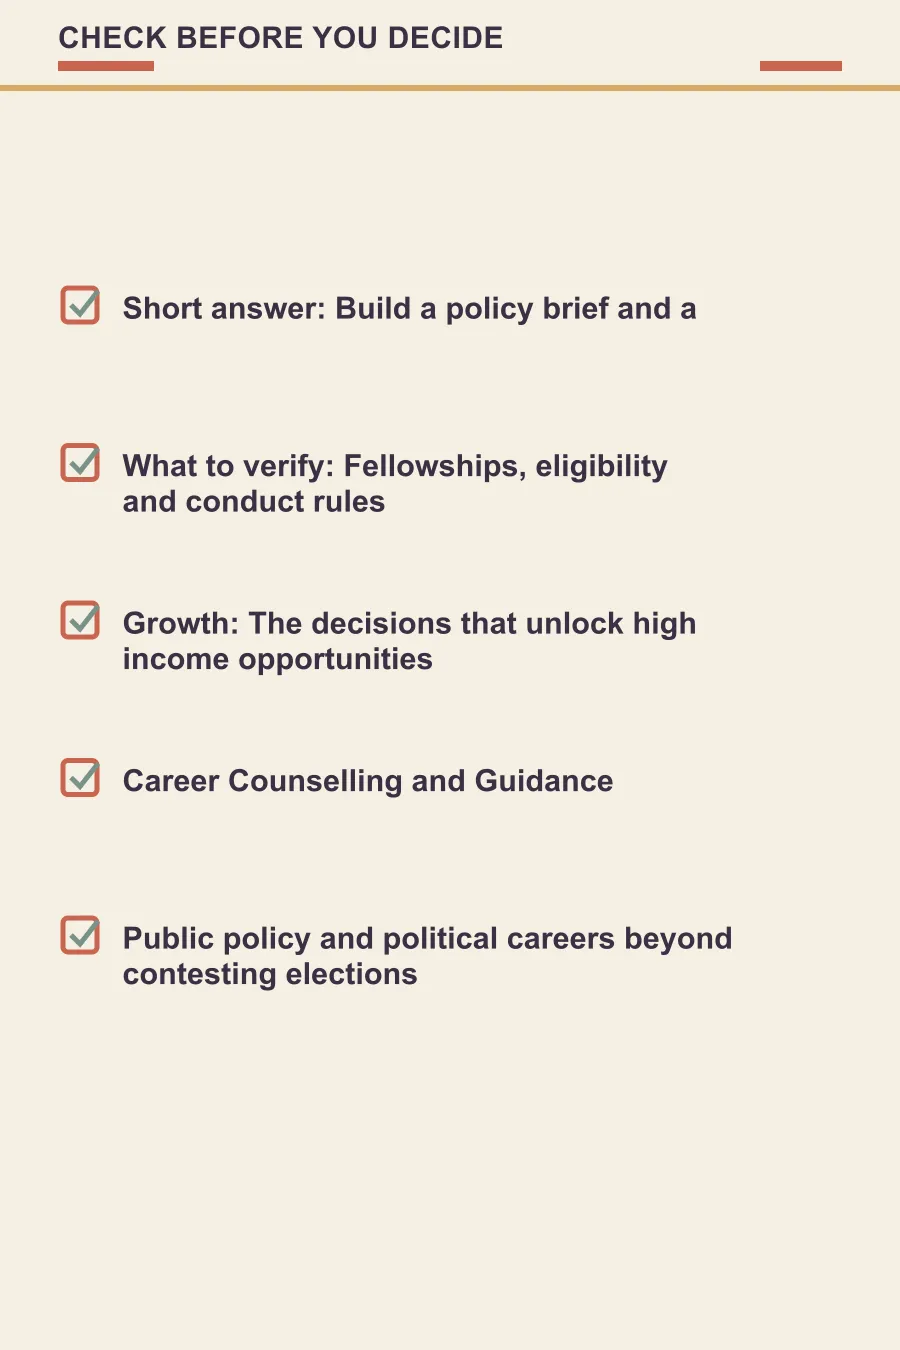 CHECK BEFORE YOU DECIDE
Short answer: Build a policy brief and a
What to verify: Fellowships, eligibility
and conduct rules
Growth: The decisions that unlock high
income opportunities
Career Counselling and Guidance
Public policy and political careers beyond
contesting elections